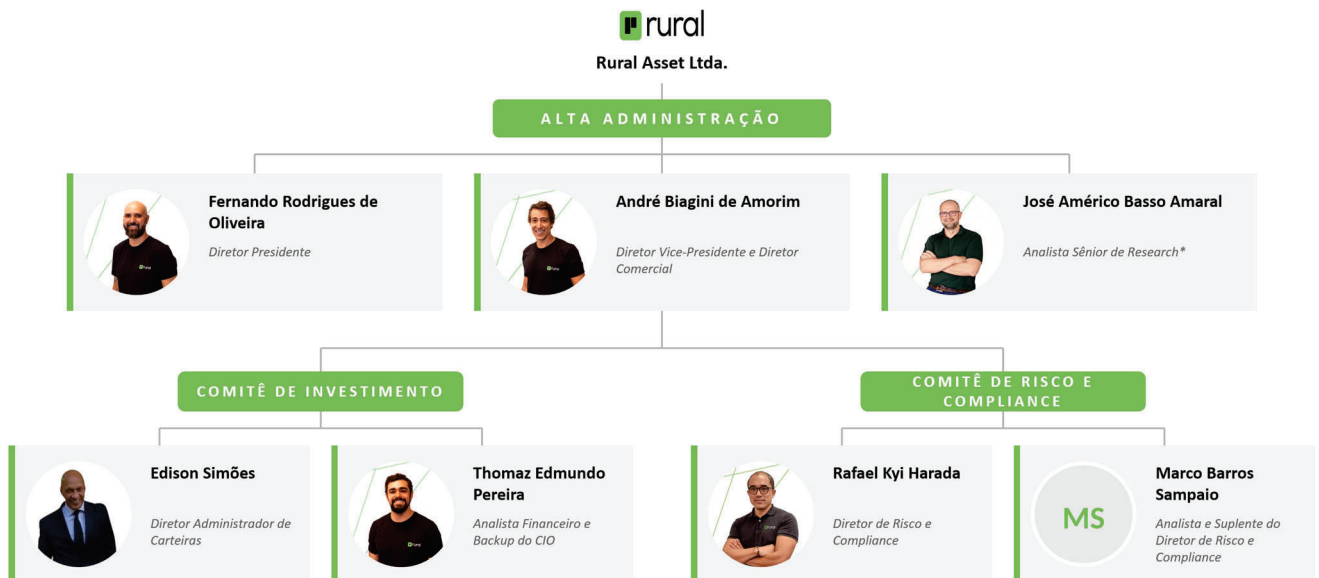 rural
Rural Asset Ltda.
ALTA ADMINISTRAÇÃO
Fernando Rodrigues de
Oliveira
Diretor Presidente
André Biagini de Amorim
Diretor Vice-Presidente e Diretor
Comercial
José Américo Basso Amaral
Analista Sênior de Research*
COMITÊ DE INVESTIMENTO
COMITÊ DE RISCO E
COMPLIANCE
Edison Simões
Diretor Administrador de
Carteiras
Thomaz Edmundo
Pereira
Analista Financeiro e
Backup do CIO
Rafael Kyi Harada
Diretor de Risco e
Compliance
MS
Marco Barros
Sampaio
Analista e Suplente do
Diretor de Risco e
Compliance